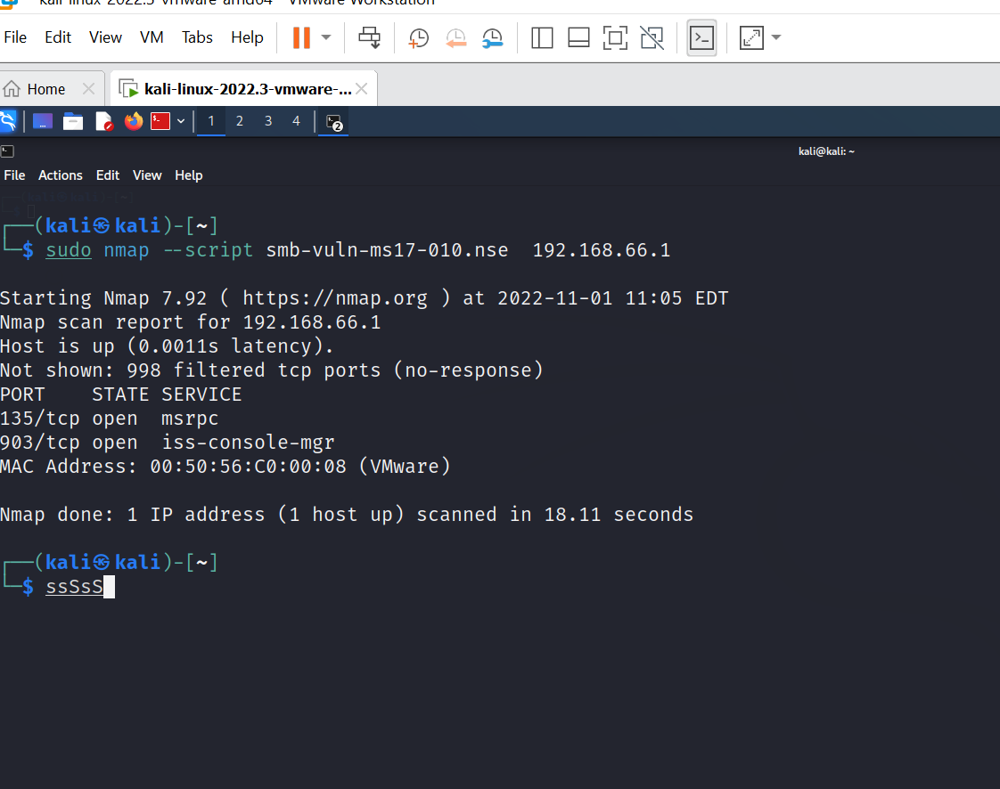 kali-linux-2022.3-vmware-amd64 - VMware Workstation
File Edit View VM Tabs Help
Home kali-linux-2022.3-vmware-...
1 2 3 4 2
kali@kali: ~
File Actions Edit View Help
┌──(kali㉿kali)-[~]
└─$ sudo nmap --script smb-vuln-ms17-010.nse  192.168.66.1
Starting Nmap 7.92 ( https://nmap.org ) at 2022-11-01 11:05 EDT
Nmap scan report for 192.168.66.1
Host is up (0.0011s latency).
Not shown: 998 filtered tcp ports (no-response)
PORT    STATE SERVICE
135/tcp open  msrpc
903/tcp open  iss-console-mgr
MAC Address: 00:50:56:C0:00:08 (VMware)
Nmap done: 1 IP address (1 host up) scanned in 18.11 seconds
┌──(kali㉿kali)-[~]
└─$ ssSsS